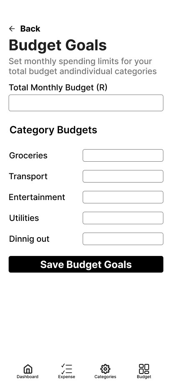 ← Back
Budget Goals
Set monthly spending limits for your
total budget andindividual categories
Total Monthly Budget (R)
Category Budgets
Groceries
Transport
Entertainment
Utilities
Dinnig out
Save Budget Goals
Dashboard Expense Categories Budget